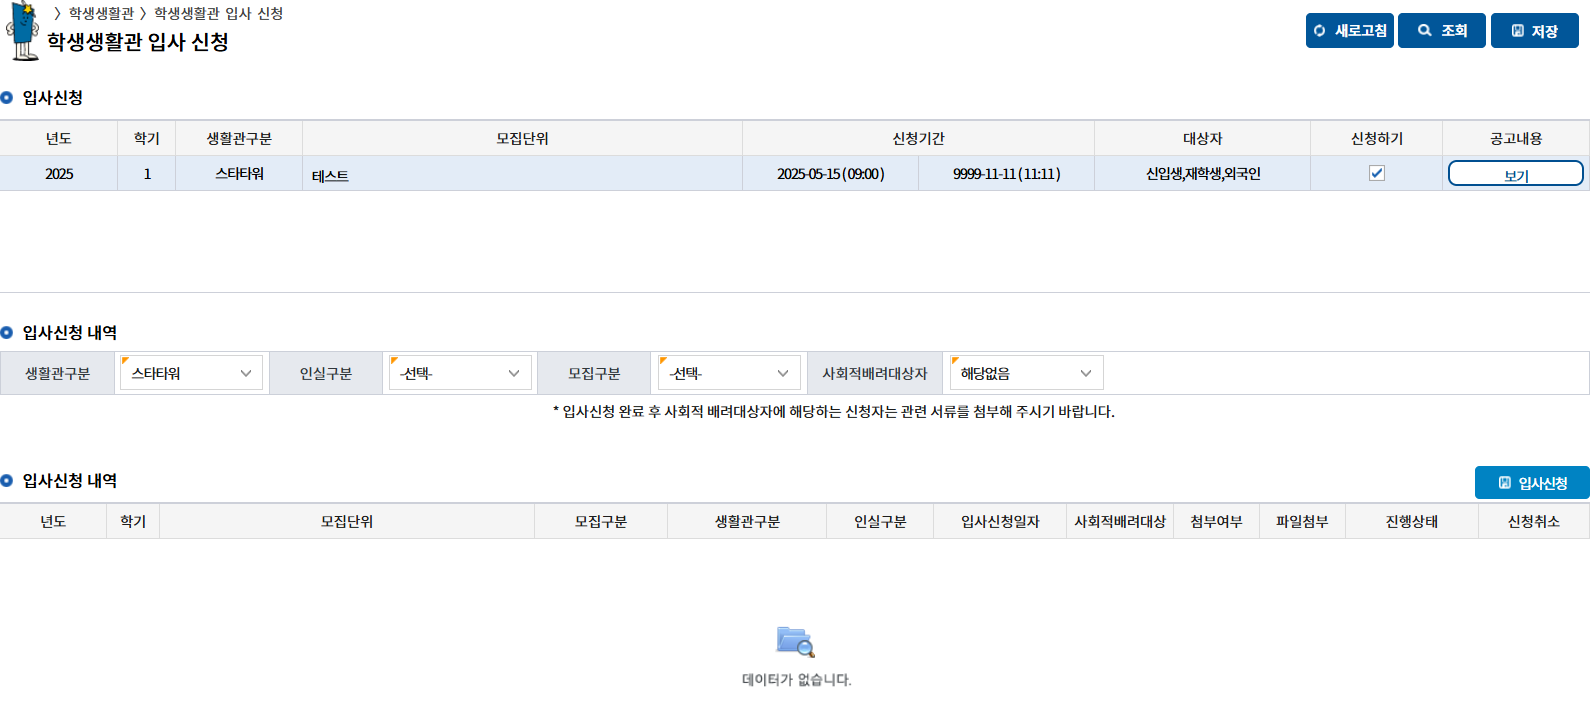 〉 학생생활관 〉 학생생활관 입사 신청
학생생활관 입사 신청
새로고침 조회 저장
입사신청
년도 학기 생활관구분 모집단위 신청기간 대상자 신청하기 공고내용
2025 1 스타타워 테스트 2025-05-15 ( 09:00 ) 9999-11-11 ( 11:11 ) 신입생,재학생,외국인 보기
입사신청 내역
생활관구분 스타타워 인실구분 -선택- 모집구분 -선택- 사회적배려대상자 해당없음
* 입사신청 완료 후 사회적 배려대상자에 해당하는 신청자는 관련 서류를 첨부해 주시기 바랍니다.
입사신청 내역 입사신청
년도 학기 모집단위 모집구분 생활관구분 인실구분 입사신청일자 사회적배려대상 첨부여부 파일첨부 진행상태 신청취소
데이터가 없습니다.